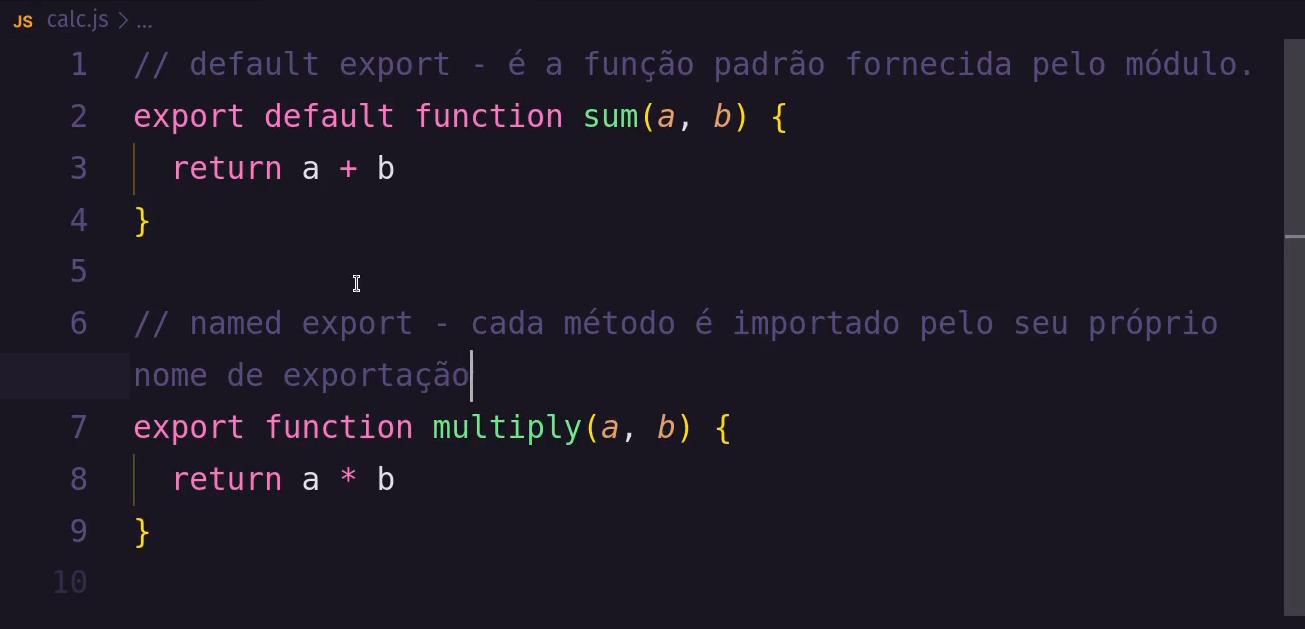 JS calc.js > ...
1 // default export - é a função padrão fornecida pelo módulo.
2 export default function sum(a, b) {
3   return a + b
4 }
5
6 // named export - cada método é importado pelo seu próprio
nome de exportação
7 export function multiply(a, b) {
8   return a * b
9 }
10